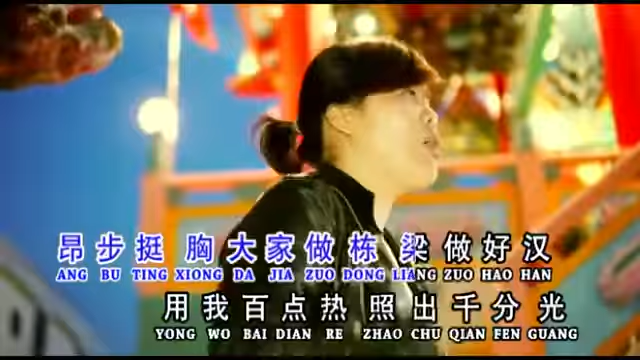 昂步挺 胸大家做栋 梁做好汉
ANG BU TING XIONG DA JIA ZUO DONG LIANG ZUO HAO HAN
用我百点热 照出千分光
YONG WO BAI DIAN RE ZHAO CHU QIAN FEN GUANG